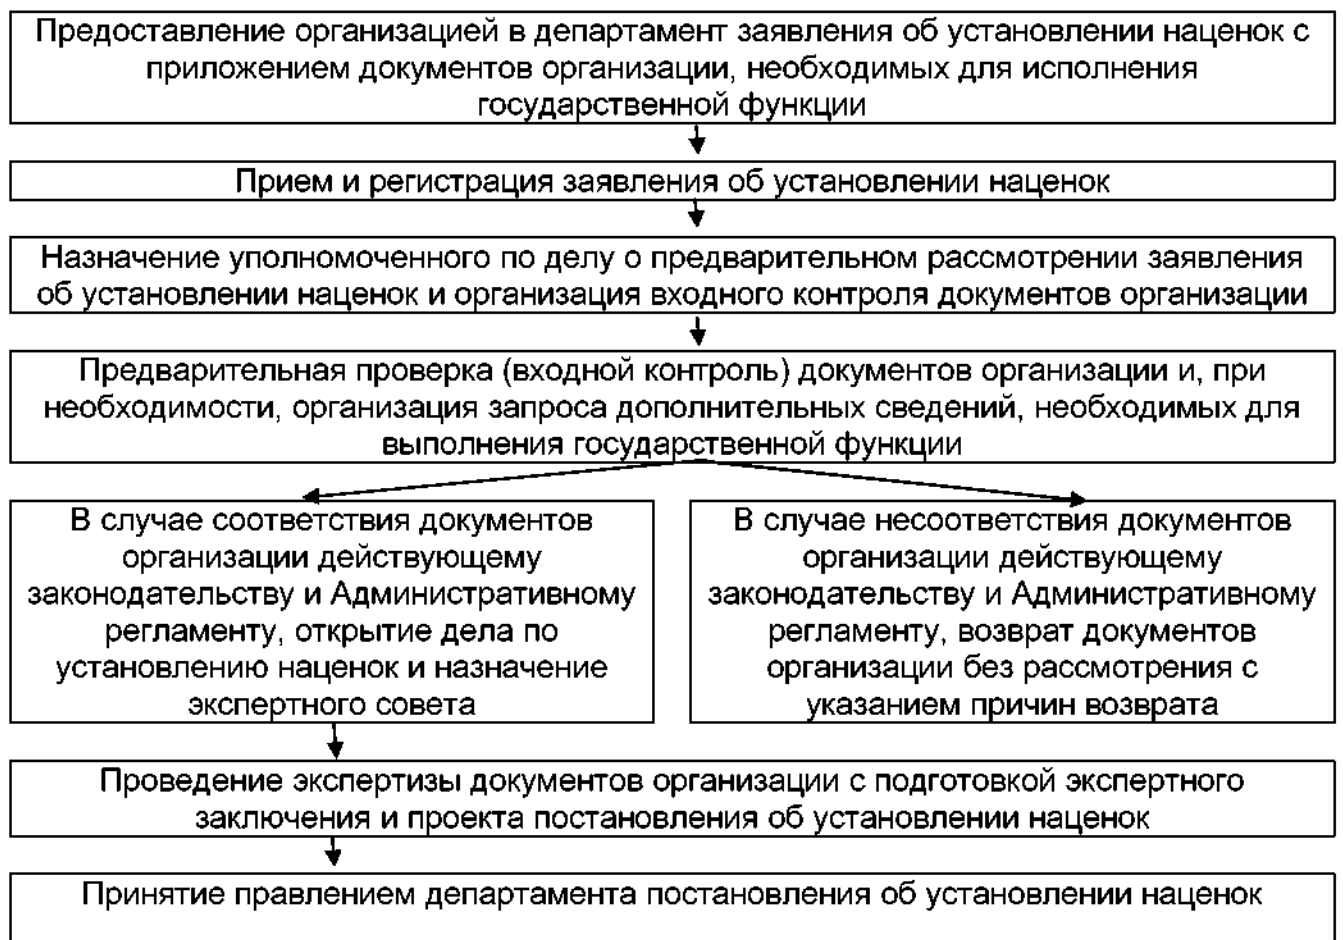 Предоставление организацией в департамент заявления об установлении наценок с
приложением документов организации, необходимых для исполнения
государственной функции
Прием и регистрация заявления об установлении наценок
Назначение уполномоченного по делу о предварительном рассмотрении заявления
об установлении наценок и организация входного контроля документов организации
Предварительная проверка (входной контроль) документов организации и, при
необходимости, организация запроса дополнительных сведений, необходимых для
выполнения государственной функции
В случае соответствия документов
организации действующему
законодательству и Административному
регламенту, открытие дела по
установлению наценок и назначение
экспертного совета
В случае несоответствия документов
организации действующему
законодательству и Административному
регламенту, возврат документов
организации без рассмотрения с
указанием причин возврата
Проведение экспертизы документов организации с подготовкой экспертного
заключения и проекта постановления об установлении наценок
Принятие правлением департамента постановления об установлении наценок